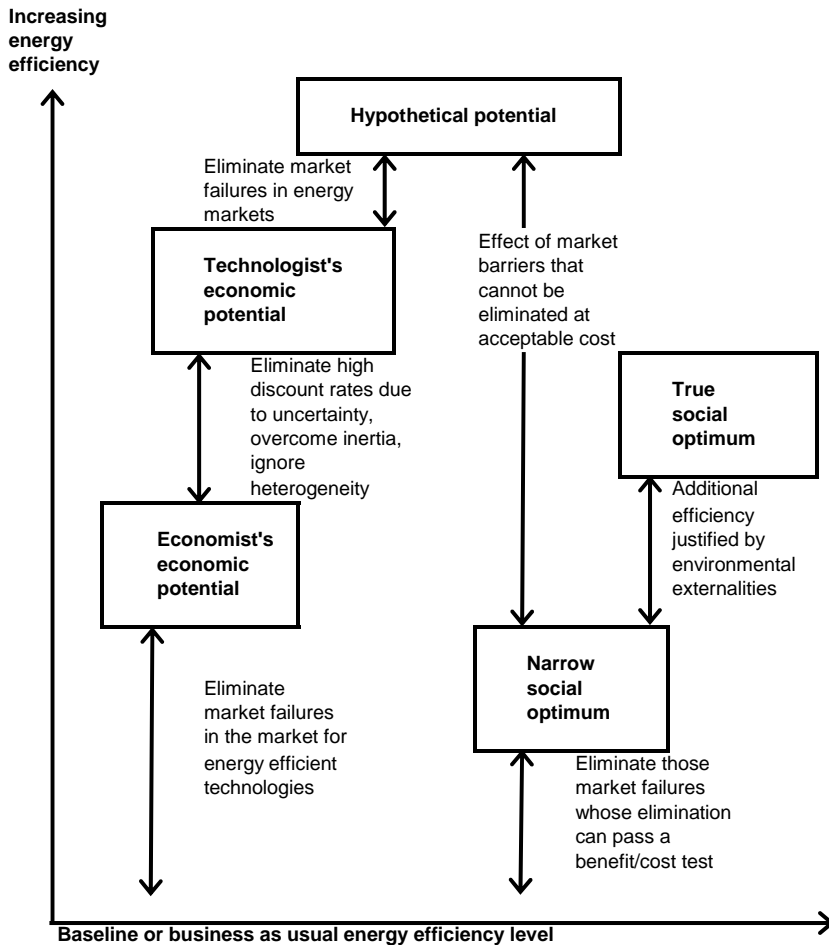 Increasing
energy
efficiency
Hypothetical potential
Eliminate market
failures in energy
markets
Technologist's
economic
potential
Effect of market
barriers that
cannot be
eliminated at
acceptable cost
Eliminate high
discount rates due
to uncertainty,
overcome inertia,
ignore
heterogeneity
True
social
optimum
Additional
efficiency
justified by
environmental
externalities
Economist's
economic
potential
Eliminate
market failures
in the market for
energy efficient
technologies
Narrow
social
optimum
Eliminate those
market failures
whose elimination
can pass a
benefit/cost test
Baseline or business as usual energy efficiency level